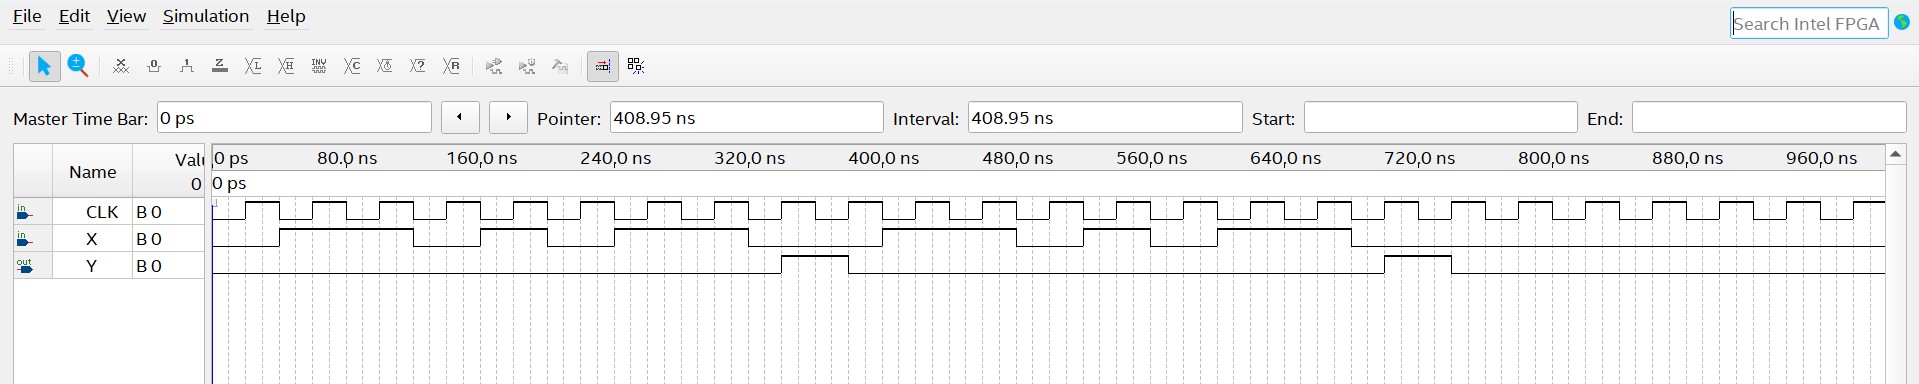 File Edit View Simulation Help
Search Intel FPGA
Master Time Bar: 0 ps Pointer: 408.95 ns Interval: 408.95 ns Start: End:
Name Valu 0 ps 80.0 ns 160.0 ns 240.0 ns 320.0 ns 400.0 ns 480.0 ns 560.0 ns 640.0 ns 720.0 ns 800.0 ns 880.0 ns 960.0 ns
0 0 ps
in CLK B 0
in X B 0
out Y B 0